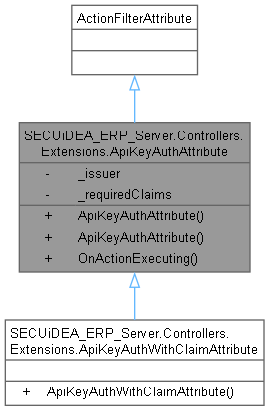 ActionFilterAttribute
SECUiDEA_ERP_Server.Controllers.
Extensions.ApiKeyAuthAttribute
- _issuer
- _requiredClaims
+ ApiKeyAuthAttribute()
+ ApiKeyAuthAttribute()
+ OnActionExecuting()
SECUiDEA_ERP_Server.Controllers.
Extensions.ApiKeyAuthWithClaimAttribute
+ ApiKeyAuthWithClaimAttribute()